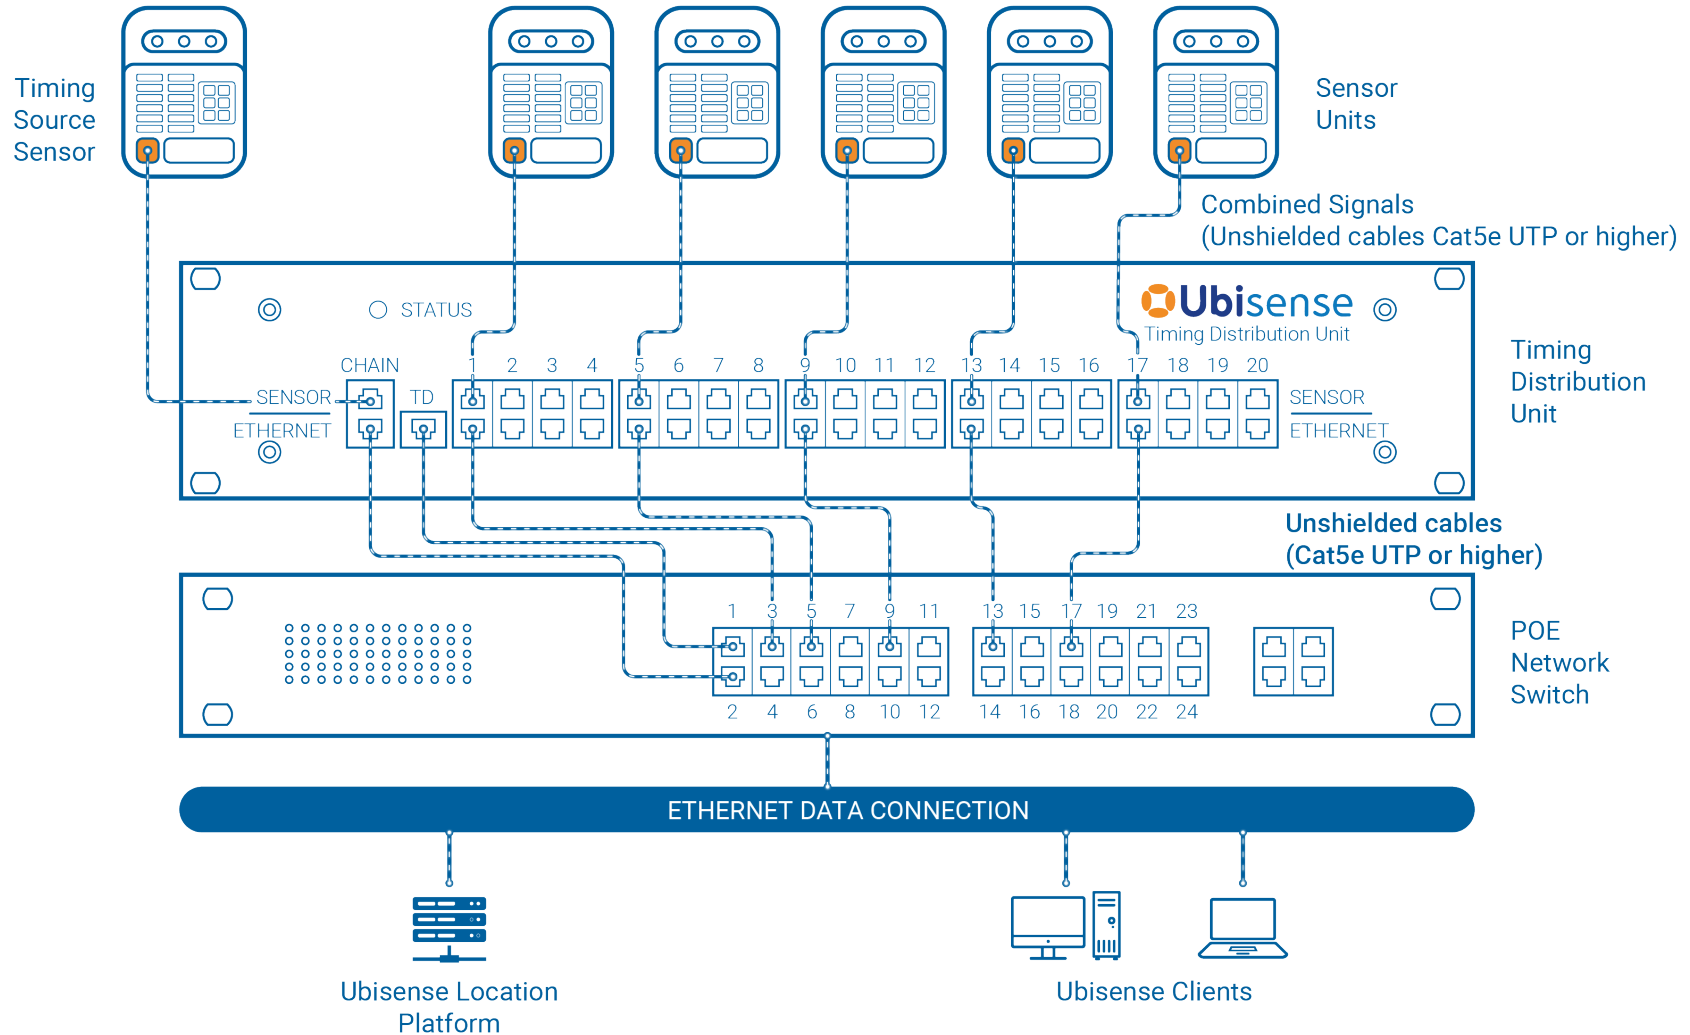 Timing
Source
Sensor
Sensor
Units
Combined Signals
(Unshielded cables Cat5e UTP or higher)
STATUS
Ubisense
Timing Distribution Unit
CHAIN
1 2 3 4 5 6 7 8 9 10 11 12 13 14 15 16 17 18 19 20
SENSOR
ETHERNET
TD
SENSOR
ETHERNET
Timing
Distribution
Unit
Unshielded cables
(Cat5e UTP or higher)
1 3 5 7 9 11 13 15 17 19 21 23
2 4 6 8 10 12 14 16 18 20 22 24
POE
Network
Switch
ETHERNET DATA CONNECTION
Ubisense Location
Platform
Ubisense Clients